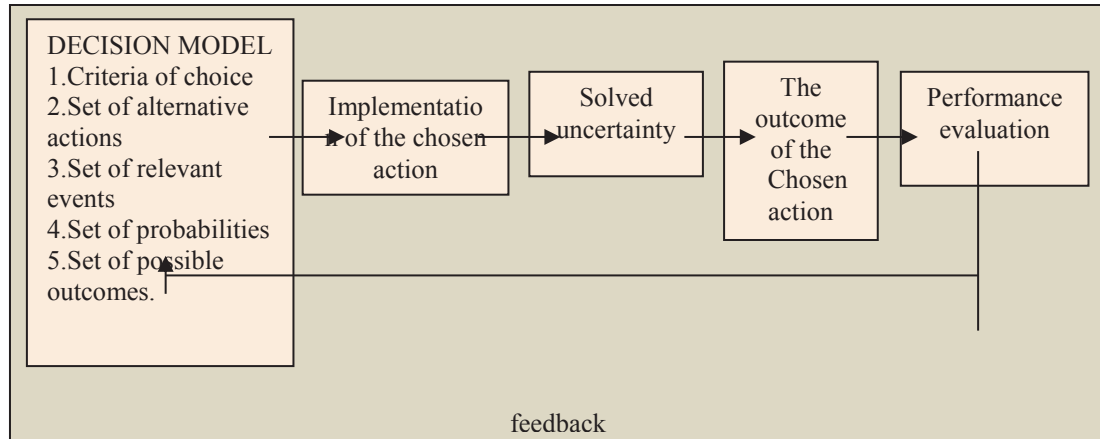 DECISION MODEL
1.Criteria of choice
2.Set of alternative
actions
3.Set of relevant
events
4.Set of probabilities
5.Set of possible
outcomes.
Implementatio
n of the chosen
action
Solved
uncertainty
The
outcome
of the
Chosen
action
Performance
evaluation
feedback